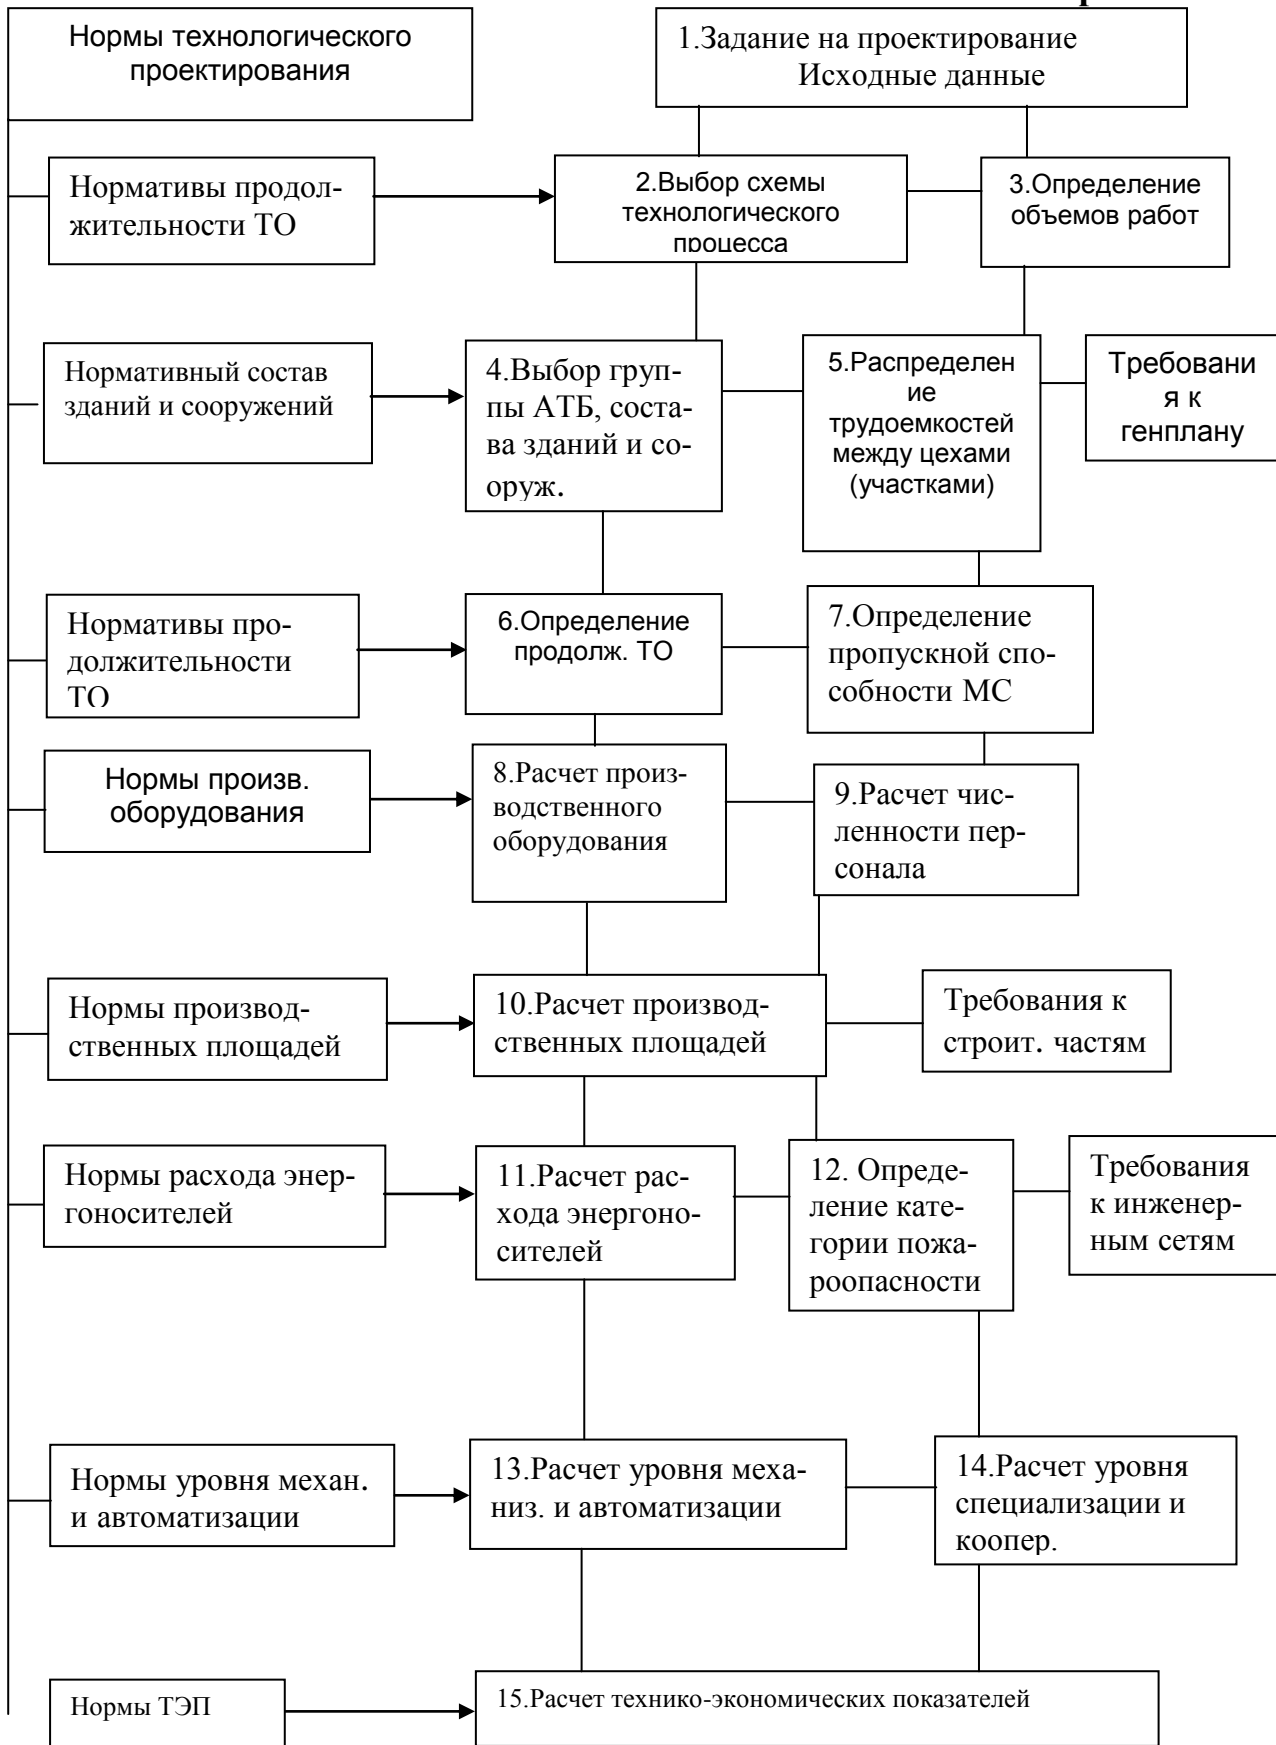 Нормы технологического
проектирования
1.Задание на проектирование
Исходные данные
Нормативы продол-
жительности ТО
2.Выбор схемы
технологического
процесса
3.Определение
объемов работ
Нормативный состав
зданий и сооружений
4.Выбор груп-
пы АТБ, соста-
ва зданий и со-
оруж.
5.Распределен
ие
трудоемкостей
между цехами
(участками)
Требовани
я к
генплану
Нормативы про-
должительности
ТО
6.Определение
продолж. ТО
7.Определение
пропускной спо-
собности МС
Нормы произв.
оборудования
8.Расчет произ-
водственного
оборудования
9.Расчет чис-
ленности пер-
сонала
Нормы производ-
ственных площадей
10.Расчет производ-
ственных площадей
Требования к
строит. частям
Нормы расхода энер-
гоносителей
11.Расчет рас-
хода энергоно-
сителей
12. Опреде-
ление кате-
гории пожа-
роопасности
Требования
к инженер-
ным сетям
Нормы уровня механ.
и автоматизации
13.Расчет уровня меха-
низ. и автоматизации
14.Расчет уровня
специализации и
коопер.
Нормы ТЭП
15.Расчет технико-экономических показателей